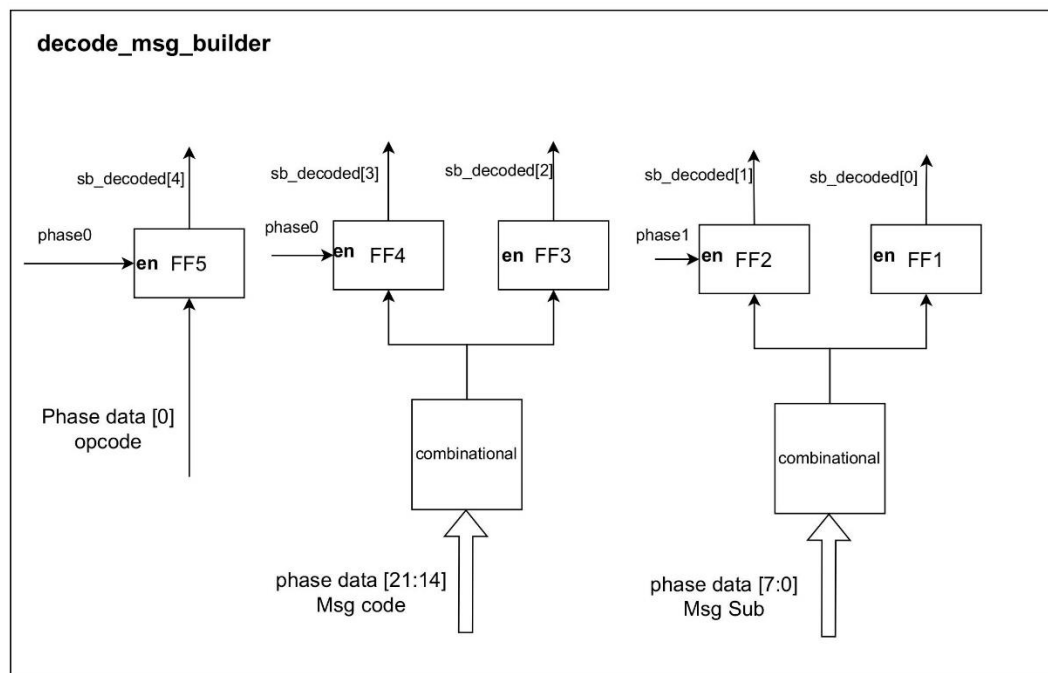 decode_msg_builder
sb_decoded[4]
sb_decoded[3]
sb_decoded[2]
sb_decoded[1]
sb_decoded[0]
phase0
phase0
phase1
en FF5
en FF4
en FF3
en FF2
en FF1
Phase data [0]
opcode
combinational
combinational
phase data [21:14]
Msg code
phase data [7:0]
Msg Sub